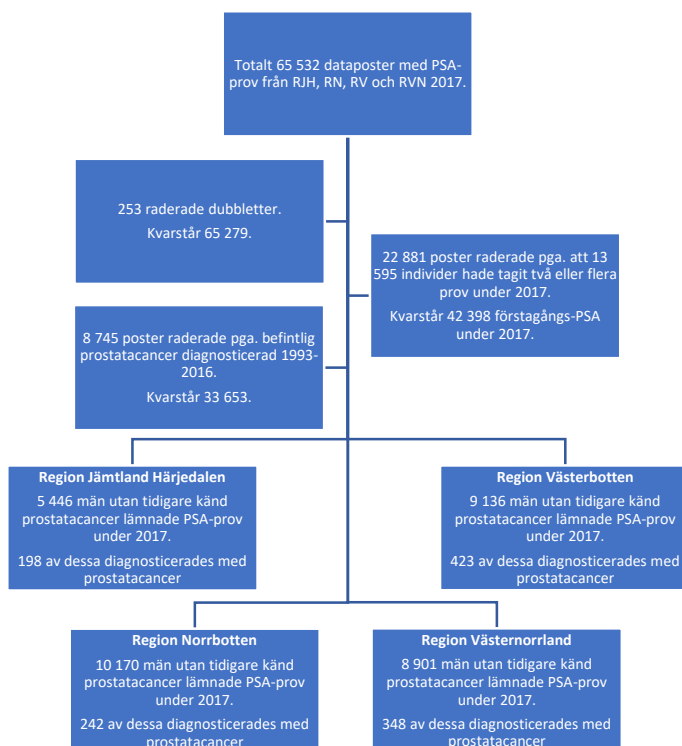 Totalt 65 532 dataposter med PSA-
prov från RJH, RN, RV och RVN 2017.
253 raderade dubbletter.
Kvarstår 65 279.
22 881 poster raderade pga. att 13
595 individer hade tagit två eller flera
prov under 2017.
Kvarstår 42 398 förstagångs-PSA
under 2017.
8 745 poster raderade pga. befintlig
prostatacancer diagnosticerad 1993-
2016.
Kvarstår 33 653.
Region Jämtland Härjedalen
5 446 män utan tidigare känd
prostatacancer lämnade PSA-prov
under 2017.
198 av dessa diagnosticerades med
prostatacancer
Region Västerbotten
9 136 män utan tidigare känd
prostatacancer lämnade PSA-prov
under 2017.
423 av dessa diagnosticerades med
prostatacancer
Region Norrbotten
10 170 män utan tidigare känd
prostatacancer lämnade PSA-prov
under 2017.
242 av dessa diagnosticerades med
prostatacancer
Region Västernorrland
8 901 män utan tidigare känd
prostatacancer lämnade PSA-prov
under 2017.
348 av dessa diagnosticerades med
prostatacancer